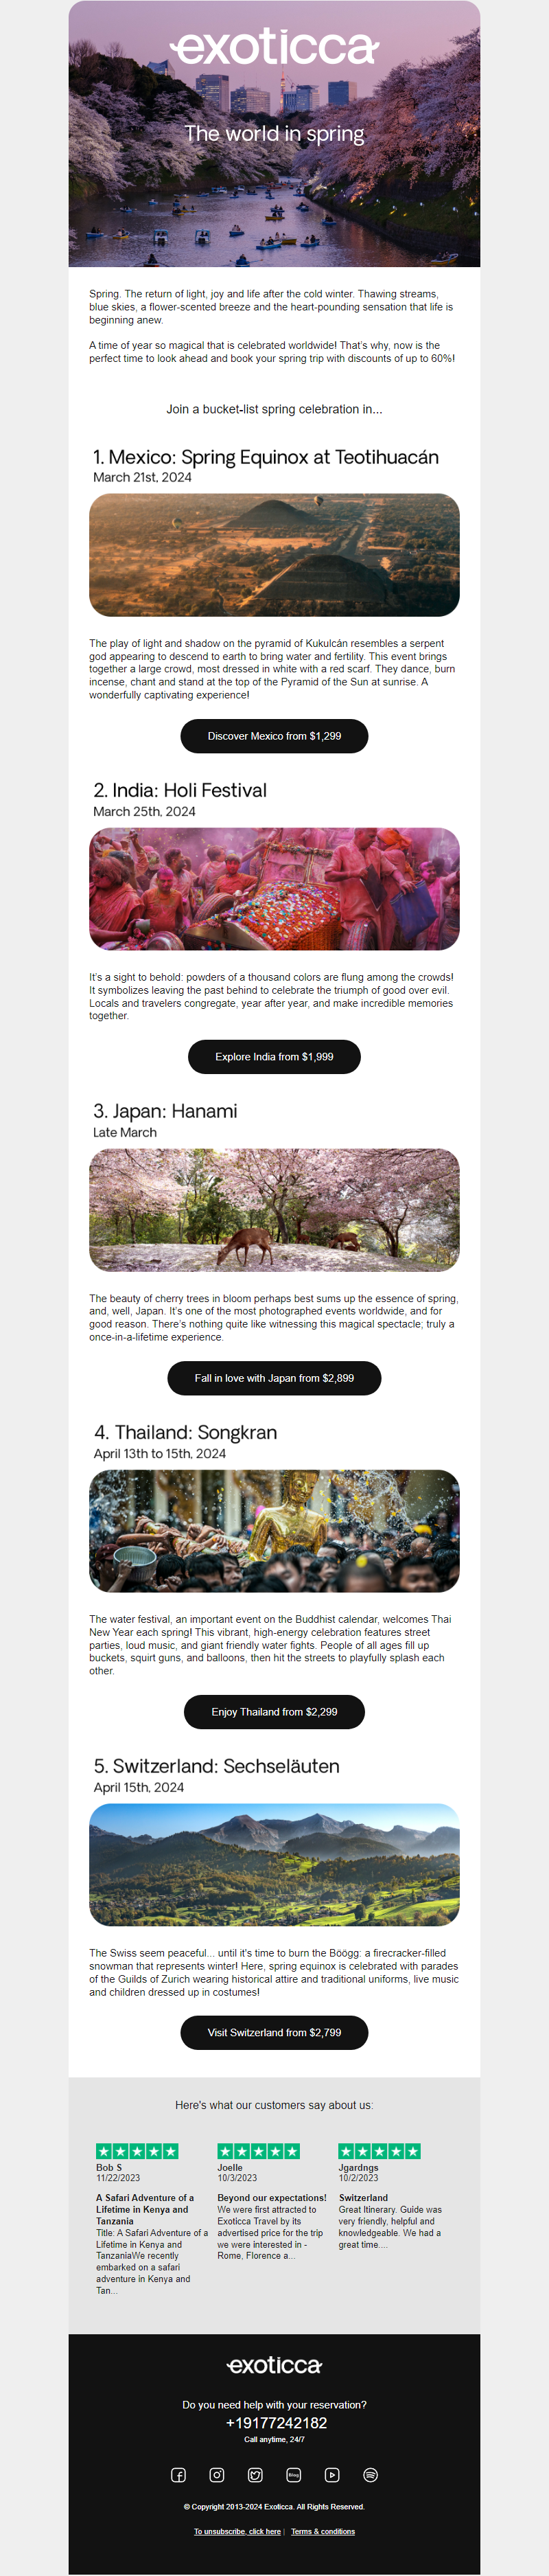 exoticca
The world in spring
Spring. The return of light, joy and life after the cold winter. Thawing streams,
blue skies, a flower-scented breeze and the heart-pounding sensation that life is
beginning anew.
A time of year so magical that is celebrated worldwide! That's why, now is the
perfect time to look ahead and book your spring trip with discounts of up to 60%!
Join a bucket-list spring celebration in...
1. Mexico: Spring Equinox at Teotihuacán
March 21st, 2024
The play of light and shadow on the pyramid of Kukulcán resembles a serpent
god appearing to descend to earth to bring water and fertility. This event brings
together a large crowd, most dressed in white with a red scarf. They dance, burn
incense, chant and stand at the top of the Pyramid of the Sun at sunrise. A
wonderfully captivating experience!
Discover Mexico from $1,299
2. India: Holi Festival
March 25th, 2024
It's a sight to behold: powders of a thousand colors are flung among the crowds!
It symbolizes leaving the past behind to celebrate the triumph of good over evil.
Locals and travelers congregate, year after year, and make incredible memories
together.
Explore India from $1,999
3. Japan: Hanami
Late March
The beauty of cherry trees in bloom perhaps best sums up the essence of spring,
and, well, Japan. It's one of the most photographed events worldwide, and for
good reason. There's nothing quite like witnessing this magical spectacle; truly a
once-in-a-lifetime experience.
Fall in love with Japan from $2,899
4. Thailand: Songkran
April 13th to 15th, 2024
The water festival, an important event on the Buddhist calendar, welcomes Thai
New Year each spring! This vibrant, high-energy celebration features street
parties, loud music, and giant friendly water fights. People of all ages fill up
buckets, squirt guns, and balloons, then hit the streets to playfully splash each
other.
Enjoy Thailand from $2,299
5. Switzerland: Sechseläuten
April 15th, 2024
The Swiss seem peaceful... until it's time to burn the Böögg: a firecracker-filled
snowman that represents winter! Here, spring equinox is celebrated with parades
of the Guilds of Zurich wearing historical attire and traditional uniforms, live music
and children dressed up in costumes!
Visit Switzerland from $2,799
Here's what our customers say about us:
Bob S
11/22/2023
A Safari Adventure of a
Lifetime in Kenya and
Tanzania
Title: A Safari Adventure of a
Lifetime in Kenya and
TanzaniaWe recently
embarked on a safari
adventure in Kenya and
Tan...
Joelle
10/3/2023
Beyond our expectations!
We were first attracted to
Exoticca Travel by its
advertised price for the trip
we were interested in -
Rome, Florence a...
Jgardngs
10/2/2023
Switzerland
Great Itinerary. Guide was
very friendly, helpful and
knowledgeable. We had a
great time....
exoticca
Do you need help with your reservation?
+19177242182
Call anytime, 24/7
Blog
© Copyright 2013-2024 Exoticca. All Rights Reserved.
To unsubscribe, click here | Terms & conditions